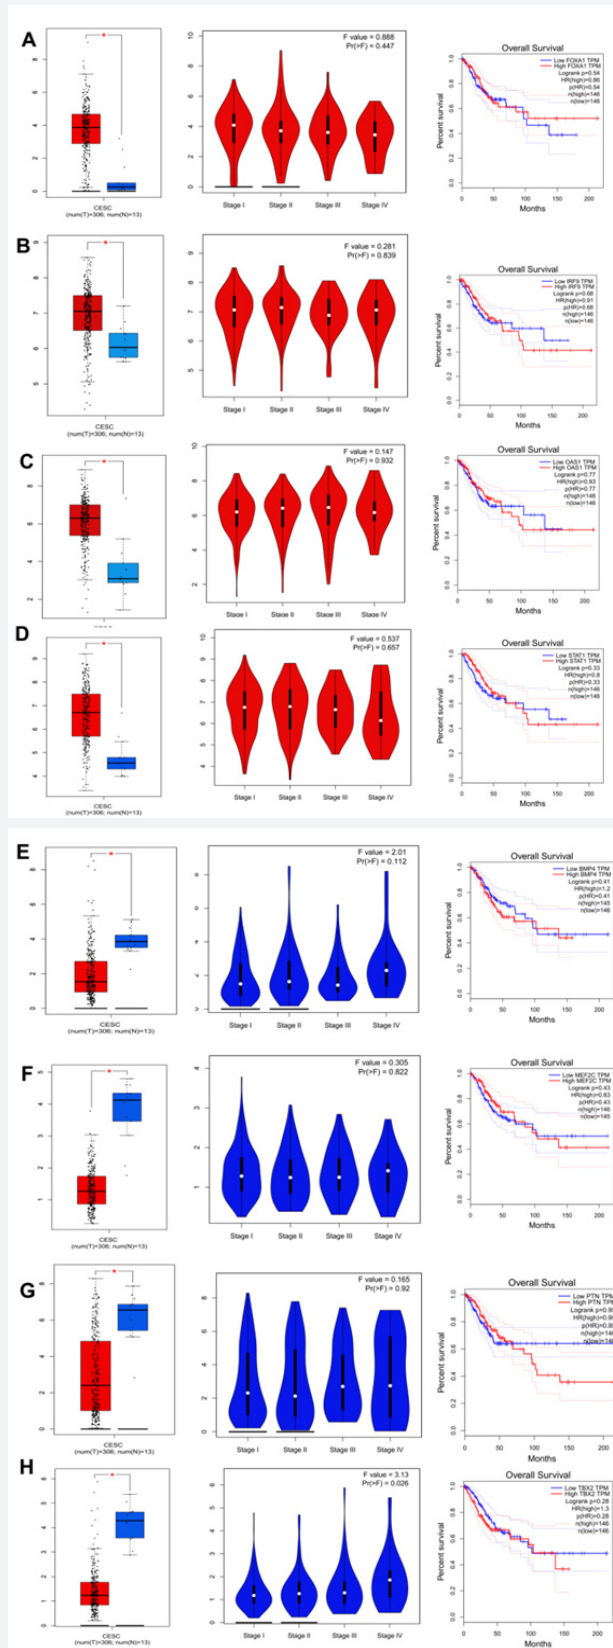 A
CESC
(num(T)=306; num(N)=13)
F value = 0.888
Pr(>F) = 0.447
Stage I
Stage II
Stage III
Stage IV
Overall Survival
Low FOXA1 TPM
High FOXA1 TPM
Logrank p=0.54
HR(high)=0.86
p(HR)=0.54
n(high)=146
n(low)=146
Percent survival
Months
B
CESC
(num(T)=306; num(N)=13)
F value = 0.281
Pr(>F) = 0.839
Stage I
Stage II
Stage III
Stage IV
Overall Survival
Low IRF9 TPM
High IRF9 TPM
Logrank p=0.68
HR(high)=0.91
p(HR)=0.68
n(high)=146
n(low)=146
Percent survival
Months
C
CESC
(num(T)=306; num(N)=13)
F value = 0.147
Pr(>F) = 0.932
Stage I
Stage II
Stage III
Stage IV
Overall Survival
Low OAS1 TPM
High OAS1 TPM
Logrank p=0.77
HR(high)=0.93
p(HR)=0.77
n(high)=146
n(low)=146
Percent survival
Months
D
CESC
(num(T)=306; num(N)=13)
F value = 0.537
Pr(>F) = 0.657
Stage I
Stage II
Stage III
Stage IV
Overall Survival
Low STAT1 TPM
High STAT1 TPM
Logrank p=0.33
HR(high)=0.8
p(HR)=0.33
n(high)=146
n(low)=146
Percent survival
Months
E
CESC
(num(T)=306; num(N)=13)
F value = 2.01
Pr(>F) = 0.112
Stage I
Stage II
Stage III
Stage IV
Overall Survival
Low BMP4 TPM
High BMP4 TPM
Logrank p=0.41
HR(high)=1.2
p(HR)=0.41
n(high)=145
n(low)=146
Percent survival
Months
F
CESC
(num(T)=306; num(N)=13)
F value = 0.305
Pr(>F) = 0.822
Stage I
Stage II
Stage III
Stage IV
Overall Survival
Low MEF2C TPM
High MEF2C TPM
Logrank p=0.43
HR(high)=0.83
p(HR)=0.43
n(high)=146
n(low)=145
Percent survival
Months
G
CESC
(num(T)=306; num(N)=13)
F value = 0.165
Pr(>F) = 0.92
Stage I
Stage II
Stage III
Stage IV
Overall Survival
Low PTN TPM
High PTN TPM
Percent survival
Months
H
CESC
(num(T)=306; num(N)=13)
F value = 3.13
Pr(>F) = 0.026
Stage I
Stage II
Stage III
Stage IV
Overall Survival
Low TBX2 TPM
High TBX2 TPM
Logrank p=0.28
HR(high)=1.3
p(HR)=0.28
n(high)=146
n(low)=146
Percent survival
Months